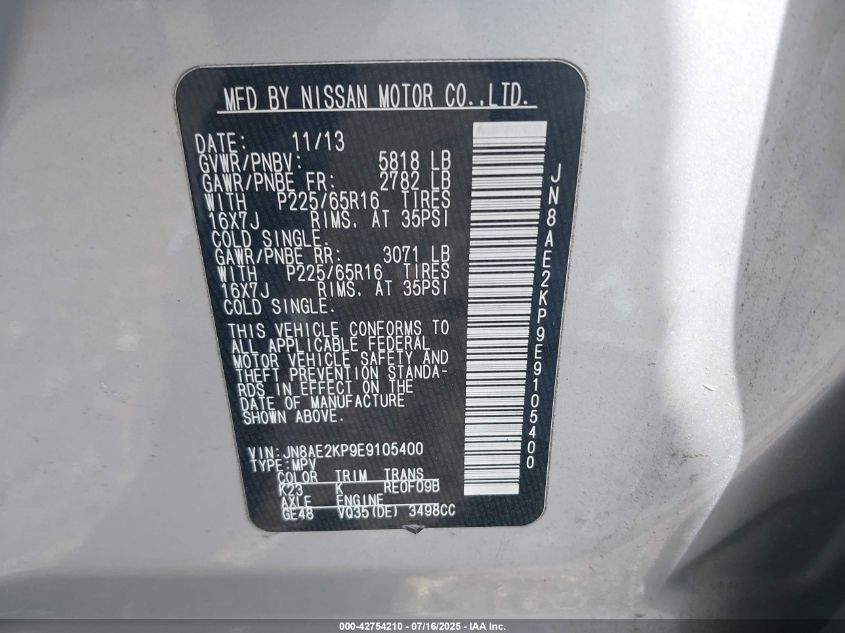 MFD BY NISSAN MOTOR CO.,LTD.
DATE: 11/13
GVWR/PNBV: 5818 LB
GAWR/PNBE FR: 2782 LB
WITH P225/65R16 TIRES
16X7J RIMS, AT 35PSI
COLD SINGLE.
GAWR/PNBE RR: 3071 LB
WITH P225/65R16 TIRES
16X7J RIMS, AT 35PSI
COLD SINGLE.
THIS VEHICLE CONFORMS TO
ALL APPLICABLE FEDERAL
MOTOR VEHICLE SAFETY AND
THEFT PREVENTION STANDA-
RDS IN EFFECT ON THE
DATE OF MANUFACTURE
SHOWN ABOVE.
VIN: JN8AE2KP9E9105400
TYPE: MPV
COLOR TRIM TRANS
K23 K RE0F09B
AXLE ENGINE
GE48 VQ35(DE) 3498CC
JN8AE2KP9E9105400
000-42754210 - 07/16/2025 - IAA Inc.